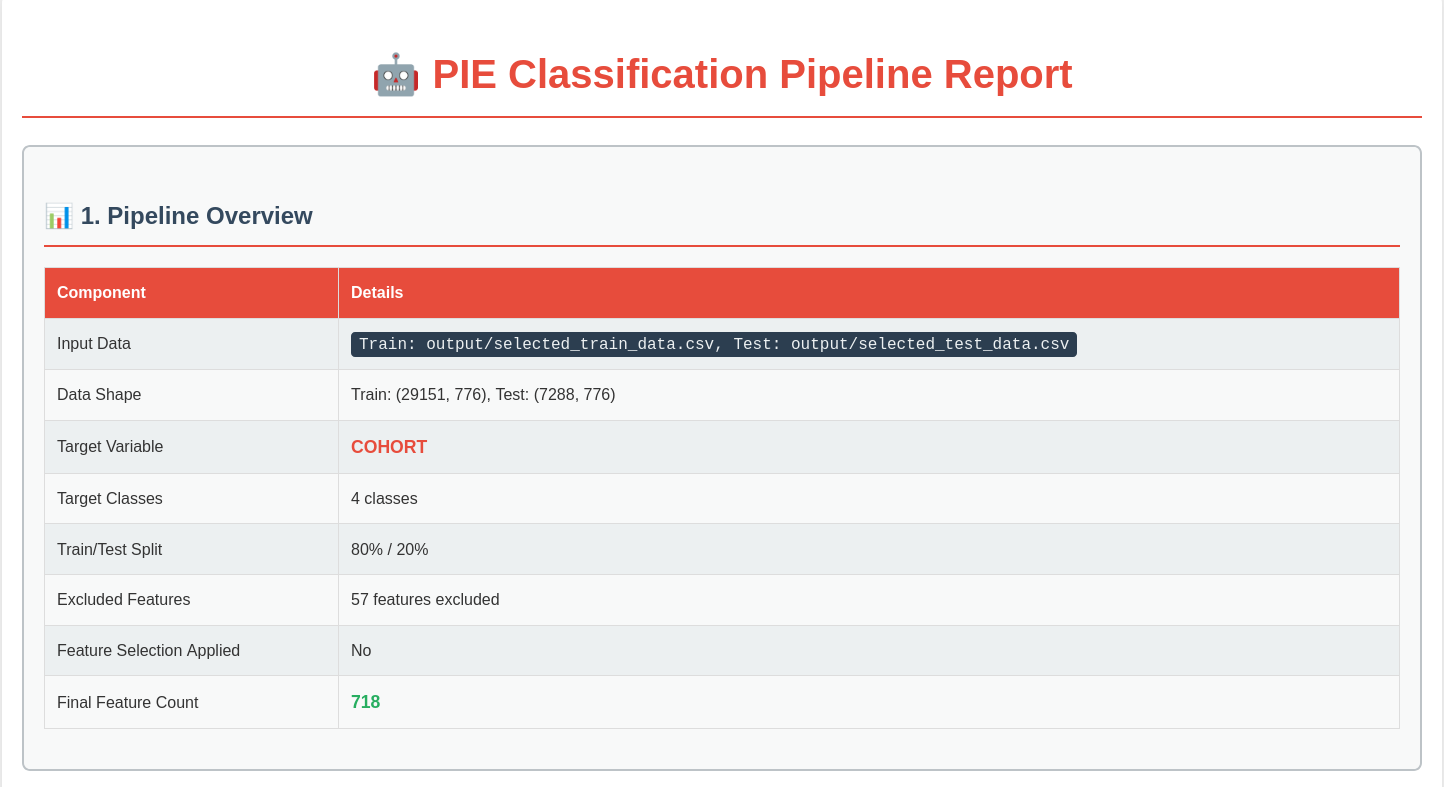 🤖 PIE Classification Pipeline Report
📊 1. Pipeline Overview
Component Details
Input Data Train: output/selected_train_data.csv, Test: output/selected_test_data.csv
Data Shape Train: (29151, 776), Test: (7288, 776)
Target Variable COHORT
Target Classes 4 classes
Train/Test Split 80% / 20%
Excluded Features 57 features excluded
Feature Selection Applied No
Final Feature Count 718